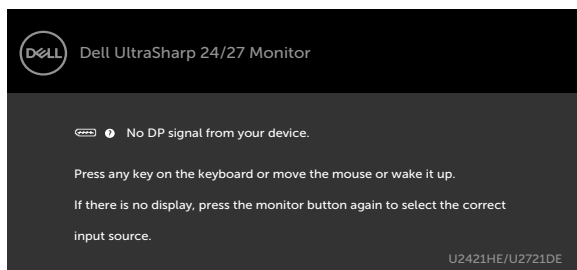 DELL
Dell UltraSharp 24/27 Monitor
? No DP signal from your device.
Press any key on the keyboard or move the mouse or wake it up.
If there is no display, press the monitor button again to select the correct
input source.
U2421HE/U2721DE